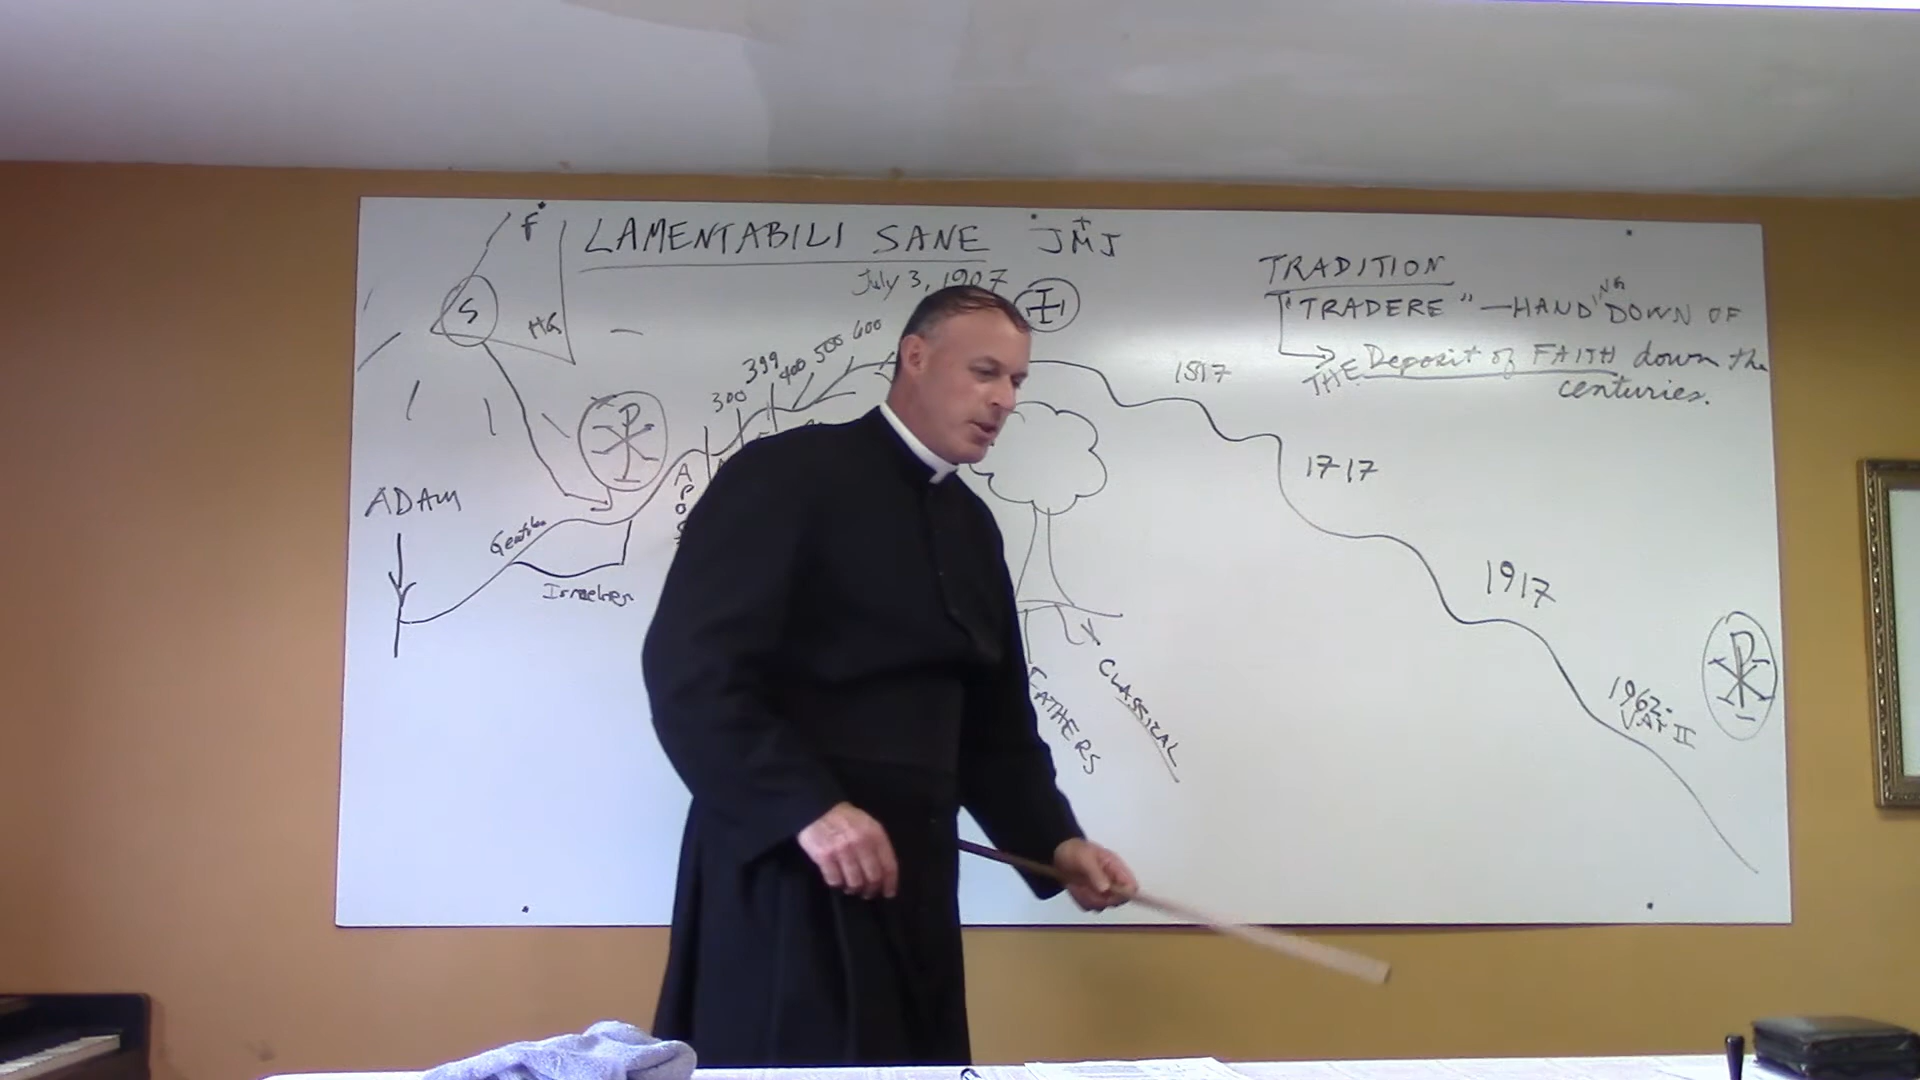 F
LAMENTABILI SANE
JMJ
July 3, 1907
S
HG
TRADITION
"TRADERE" — HANDING DOWN OF
THE Deposit of FAITH down the
centuries.
300
399
400
500
600
1517
1717
1917
1962-
VAT II
ADAM
Israelites
FATHERS
CLASSICAL